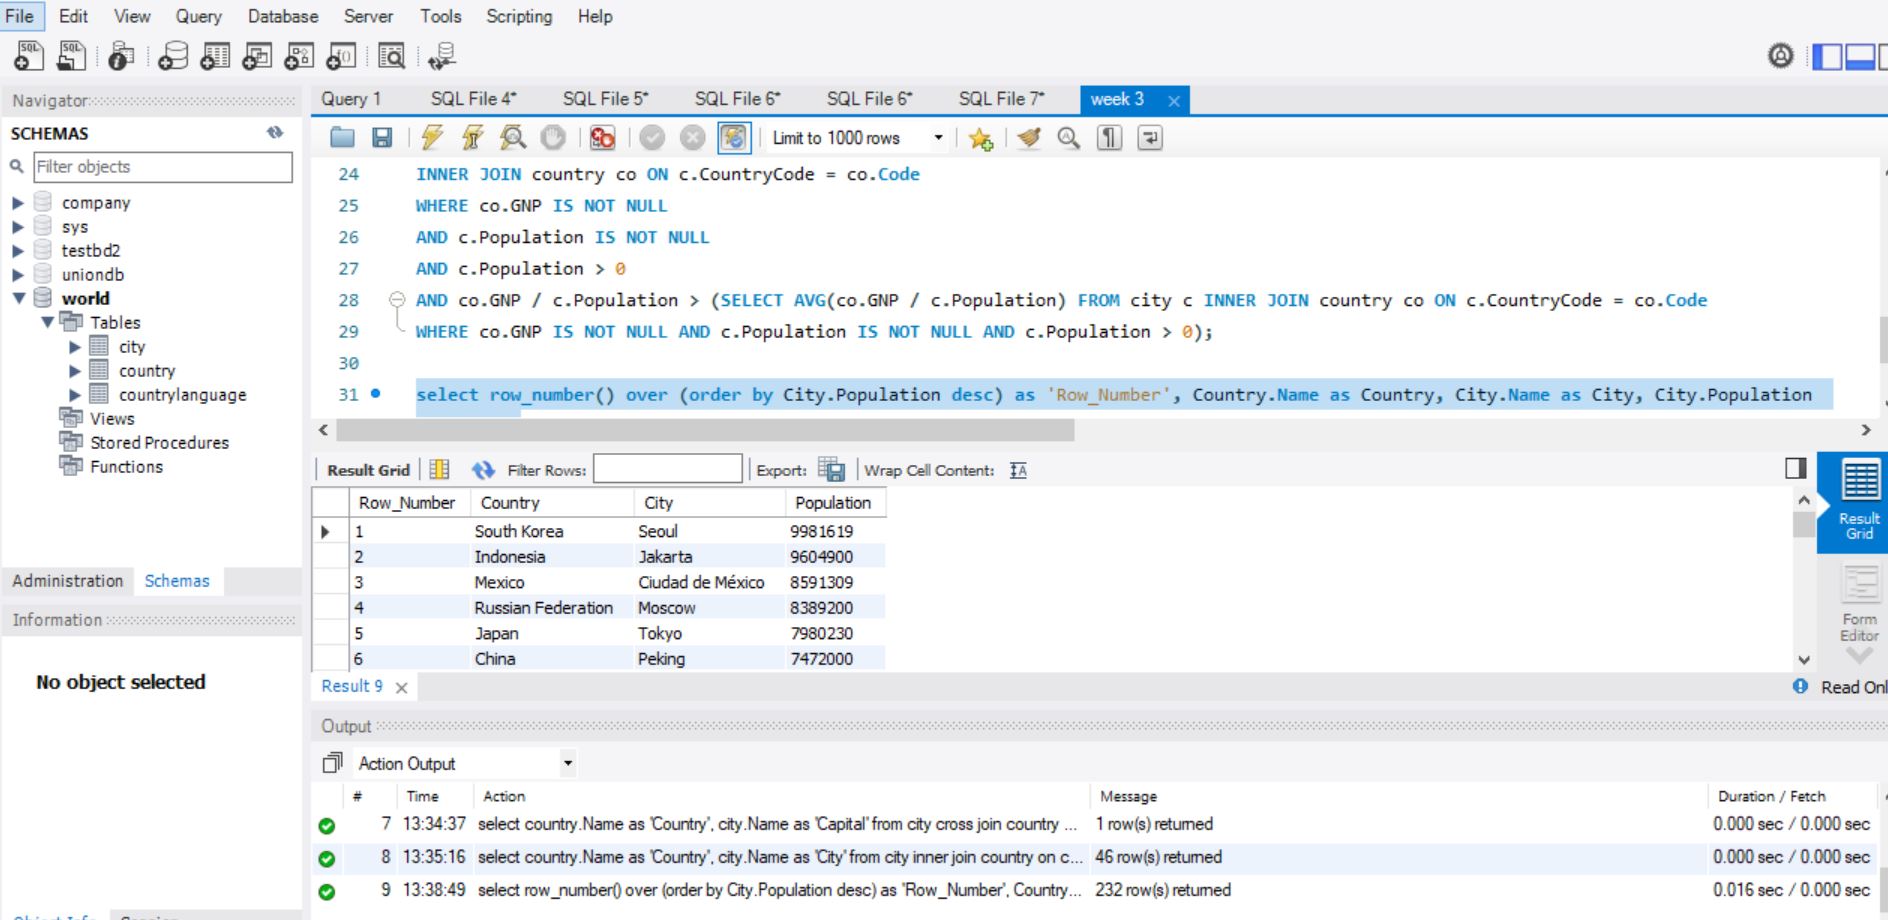 File Edit View Query Database Server Tools Scripting Help
Navigator
SCHEMAS
Filter objects
company
sys
testbd2
uniondb
world
Tables
city
country
countrylanguage
Views
Stored Procedures
Functions
Administration Schemas
Information
No object selected
Query 1 SQL File 4* SQL File 5* SQL File 6* SQL File 6* SQL File 7* week 3
Limit to 1000 rows
24 INNER JOIN country co ON c.CountryCode = co.Code
25 WHERE co.GNP IS NOT NULL
26 AND c.Population IS NOT NULL
27 AND c.Population > 0
28 AND co.GNP / c.Population > (SELECT AVG(co.GNP / c.Population) FROM city c INNER JOIN country co ON c.CountryCode = co.Code
29 WHERE co.GNP IS NOT NULL AND c.Population IS NOT NULL AND c.Population > 0);
30
31 select row_number() over (order by City.Population desc) as 'Row_Number', Country.Name as Country, City.Name as City, City.Population
Result Grid Filter Rows: Export: Wrap Cell Content:
Row_Number Country City Population
1 South Korea Seoul 9981619
2 Indonesia Jakarta 9604900
3 Mexico Ciudad de México 8591309
4 Russian Federation Moscow 8389200
5 Japan Tokyo 7980230
6 China Peking 7472000
Result Grid
Form Editor
Result 9
Read Onl
Output
Action Output
# Time Action Message Duration / Fetch
7 13:34:37 select country.Name as 'Country', city.Name as 'Capital' from city cross join country ... 1 row(s) returned 0.000 sec / 0.000 sec
8 13:35:16 select country.Name as 'Country', city.Name as 'City' from city inner join country on c... 46 row(s) returned 0.000 sec / 0.000 sec
9 13:38:49 select row_number() over (order by City.Population desc) as 'Row_Number', Country... 232 row(s) returned 0.016 sec / 0.000 sec